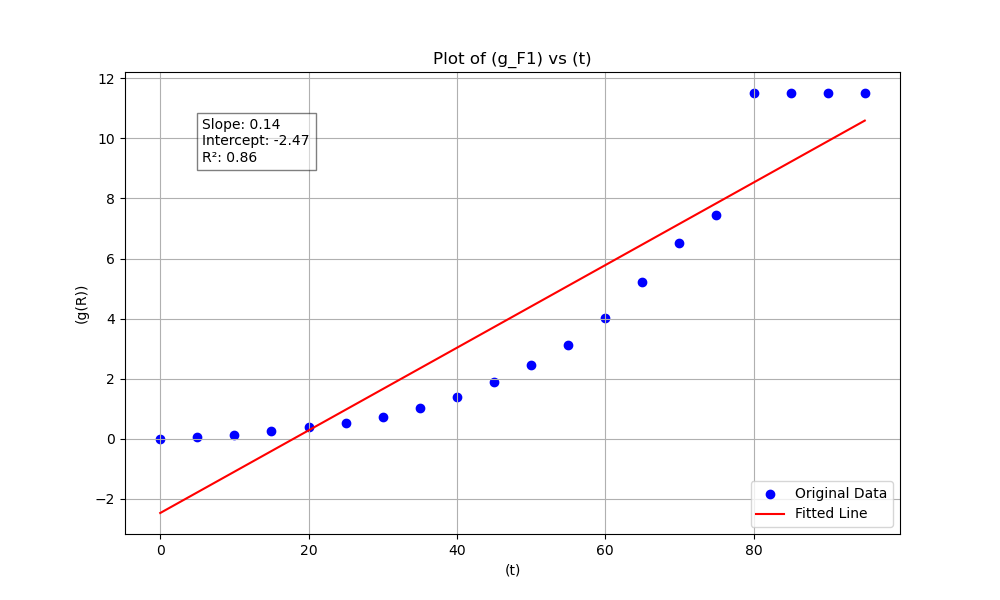 Plot of (g_F1) vs (t)
12
10
8
6
4
2
0
−2
(g(R))
Slope: 0.14
Intercept: -2.47
R²: 0.86
Original Data
Fitted Line
0 20 40 60 80
(t)